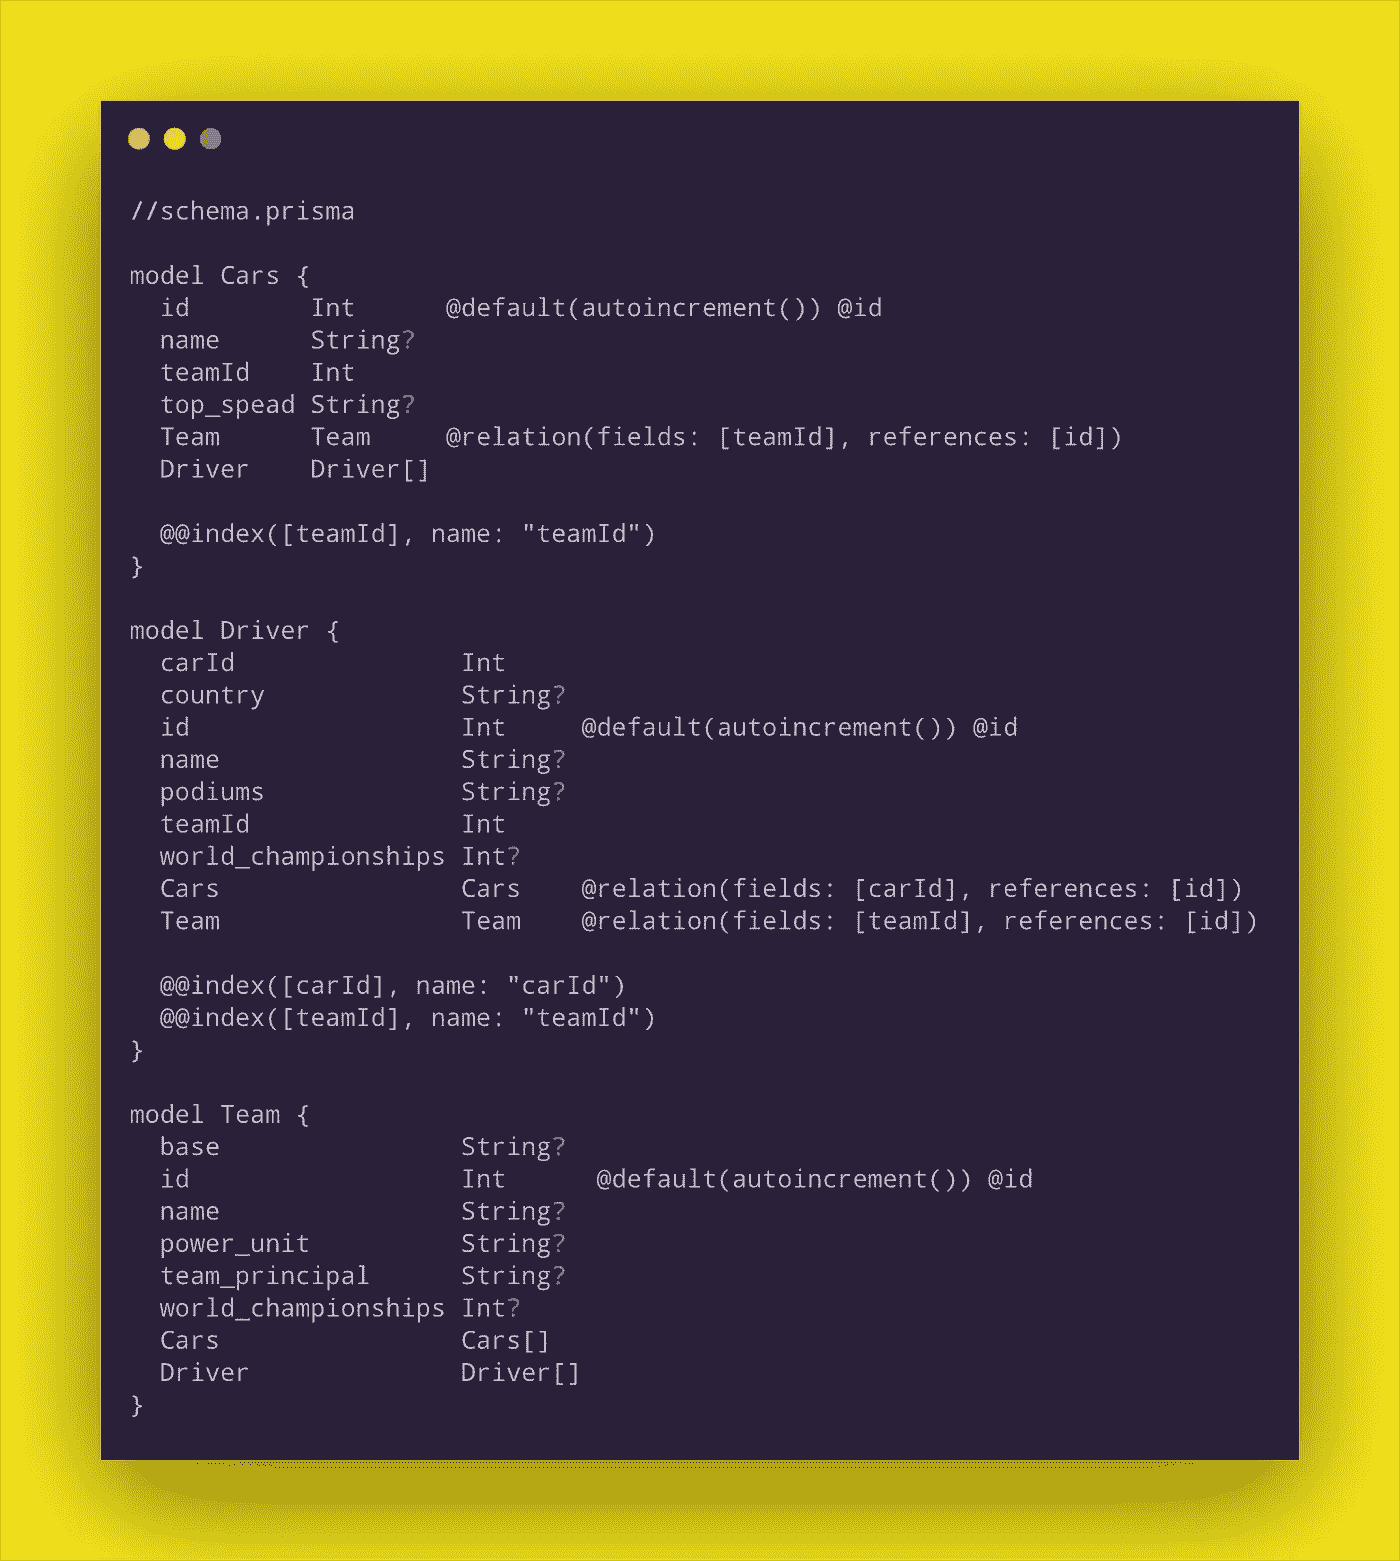 //schema.prisma

model Cars {
  id        Int      @default(autoincrement()) @id
  name      String?
  teamId    Int
  top_spead String?
  Team      Team     @relation(fields: [teamId], references: [id])
  Driver    Driver[]

  @@index([teamId], name: "teamId")
}

model Driver {
  carId               Int
  country             String?
  id                  Int     @default(autoincrement()) @id
  name                String?
  podiums             String?
  teamId              Int
  world_championships Int?
  Cars                Cars    @relation(fields: [carId], references: [id])
  Team                Team    @relation(fields: [teamId], references: [id])

  @@index([carId], name: "carId")
  @@index([teamId], name: "teamId")
}

model Team {
  base                String?
  id                  Int      @default(autoincrement()) @id
  name                String?
  power_unit          String?
  team_principal      String?
  world_championships Int?
  Cars                Cars[]
  Driver              Driver[]
}